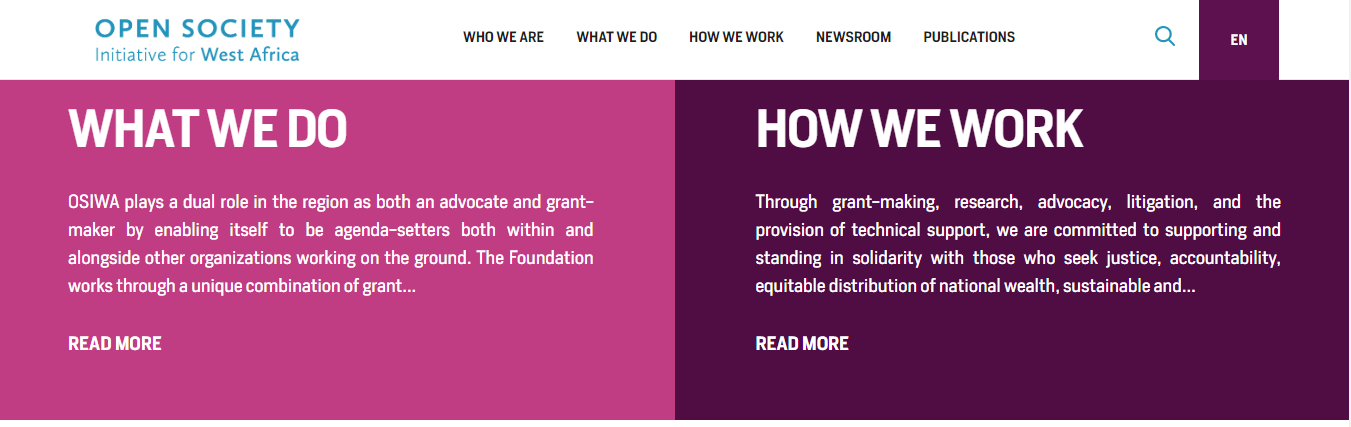 OPEN SOCIETY
Initiative for West Africa
WHO WE ARE
WHAT WE DO
HOW WE WORK
NEWSROOM
PUBLICATIONS
EN
WHAT WE DO
OSIWA plays a dual role in the region as both an advocate and grant-
maker by enabling itself to be agenda-setters both within and
alongside other organizations working on the ground. The Foundation
works through a unique combination of grant...
READ MORE
HOW WE WORK
Through grant-making, research, advocacy, litigation, and the
provision of technical support, we are committed to supporting and
standing in solidarity with those who seek justice, accountability,
equitable distribution of national wealth, sustainable and...
READ MORE